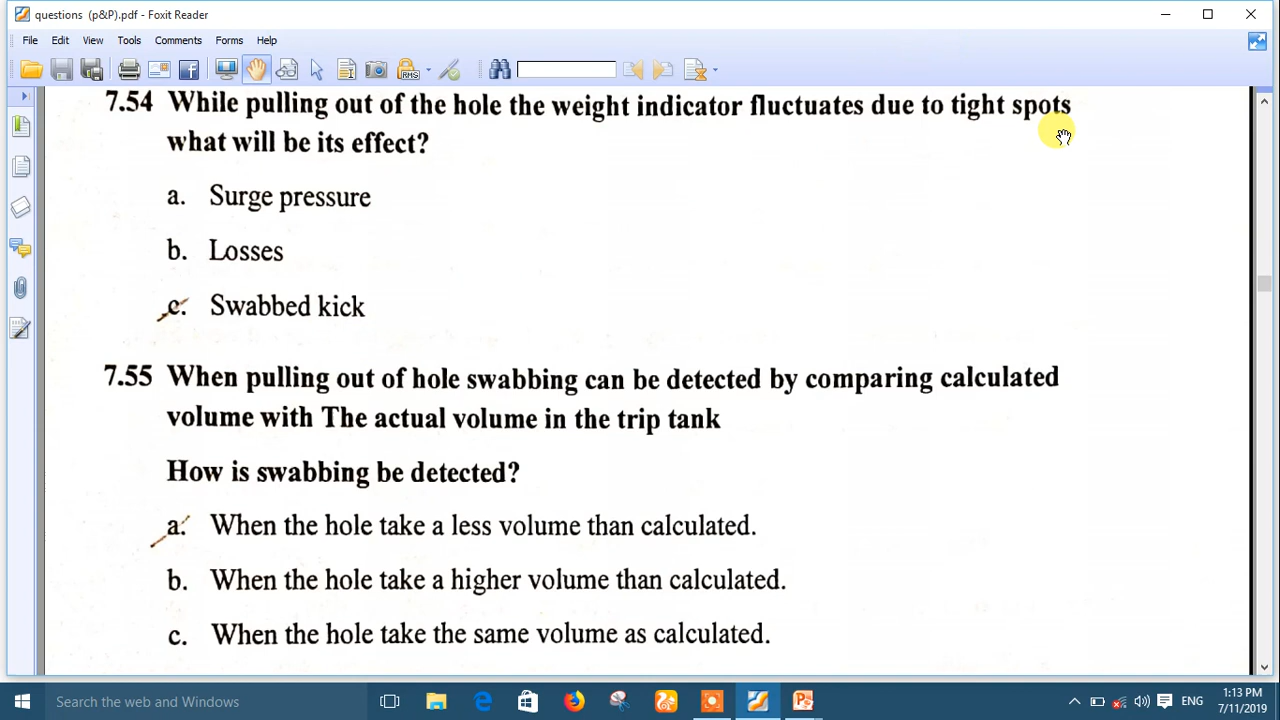 questions (p&P).pdf - Foxit Reader
File Edit View Tools Comments Forms Help
7.54 While pulling out of the hole the weight indicator fluctuates due to tight spots
what will be its effect?
a. Surge pressure
b. Losses
c. Swabbed kick
7.55 When pulling out of hole swabbing can be detected by comparing calculated
volume with The actual volume in the trip tank
How is swabbing be detected?
a. When the hole take a less volume than calculated.
b. When the hole take a higher volume than calculated.
c. When the hole take the same volume as calculated.
Search the web and Windows
ENG
1:13 PM
7/11/2019